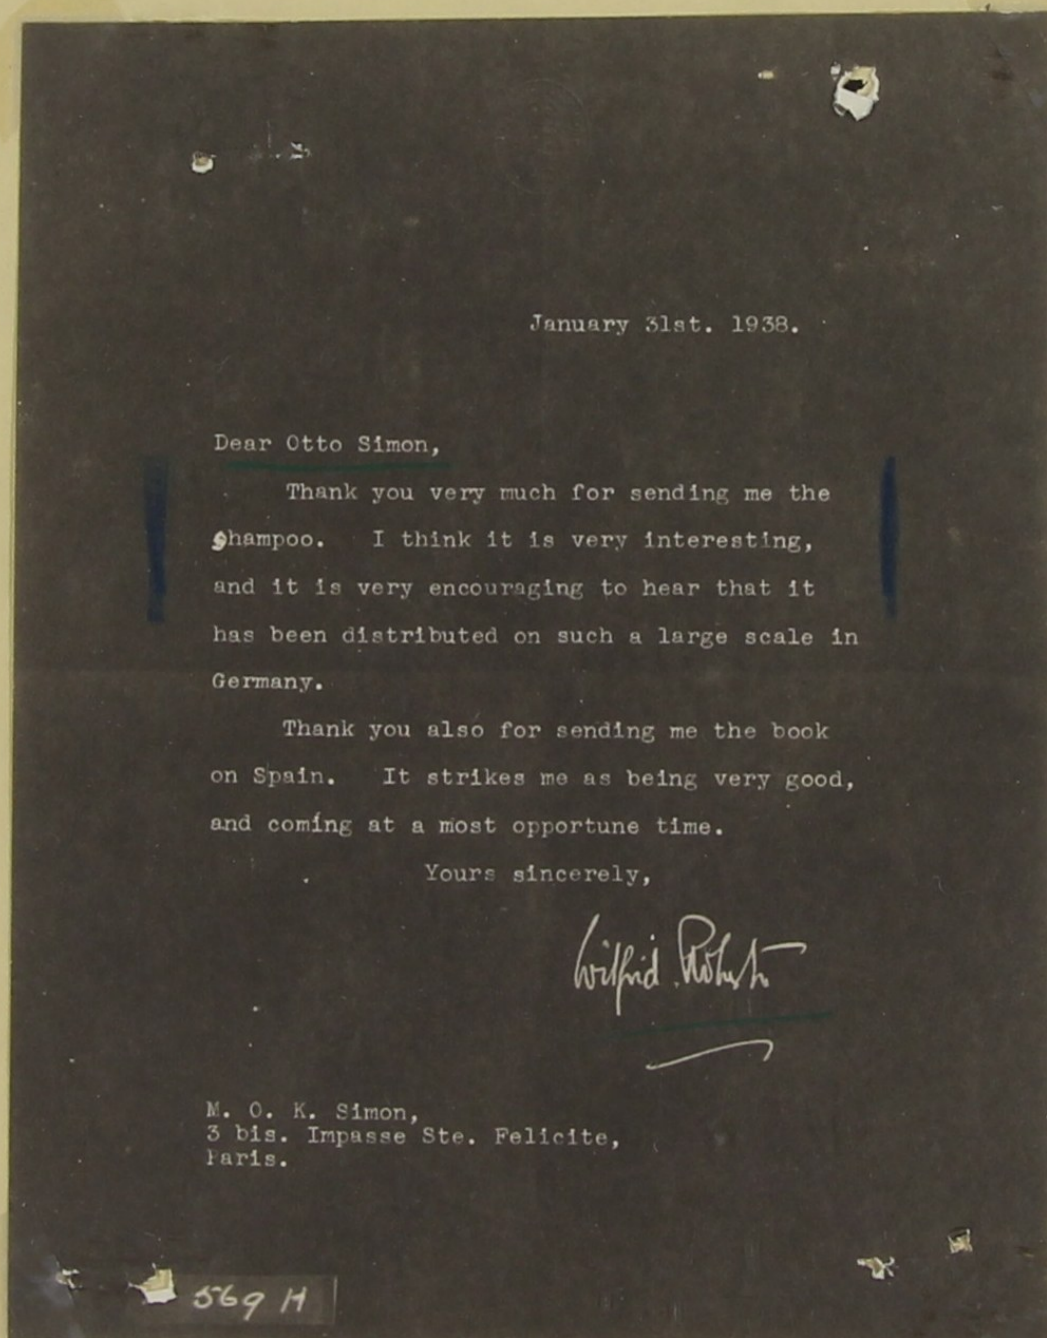 January 31st. 1938.
Dear Otto Simon,
Thank you very much for sending me the
shampoo. I think it is very interesting,
and it is very encouraging to hear that it
has been distributed on such a large scale in
Germany.
Thank you also for sending me the book
on Spain. It strikes me as being very good,
and coming at a most opportune time.
Yours sincerely,
Wilfrid Roberts
M. O. K. Simon,
3 bis. Impasse Ste. Felicite,
Paris.
569 H